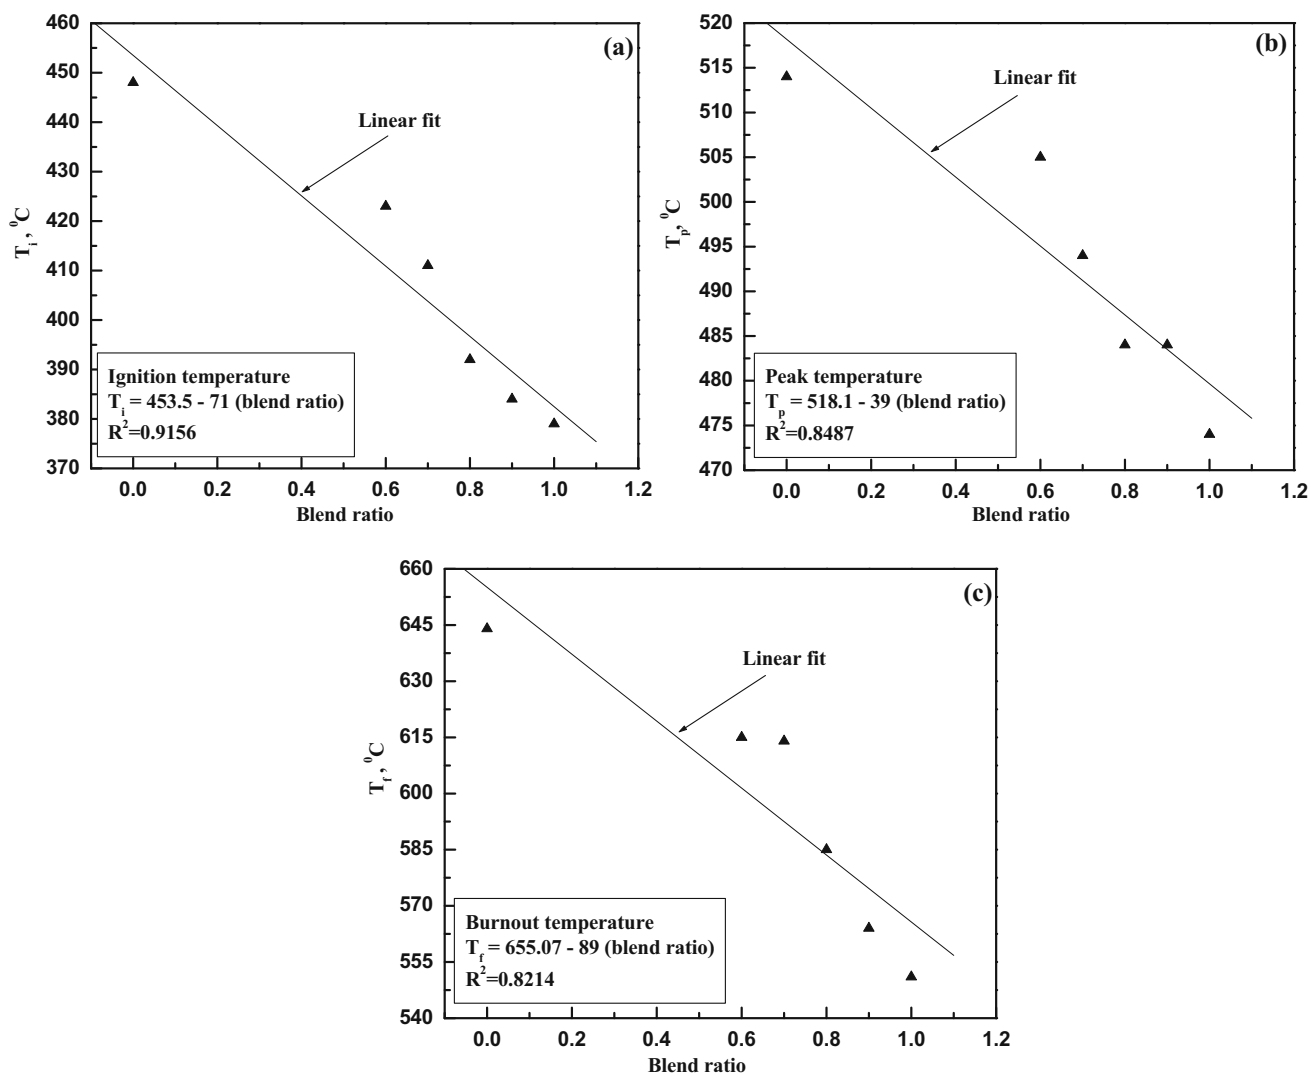 (a)
460
450
440
430
420
410
400
390
380
370
T_i, ⁰C
Linear fit
Ignition temperature
T_i = 453.5 - 71 (blend ratio)
R²=0.9156
0.0 0.2 0.4 0.6 0.8 1.0 1.2
Blend ratio
(b)
520
515
510
505
500
495
490
485
480
475
470
T_p, ⁰C
Linear fit
Peak temperature
T_p = 518.1 - 39 (blend ratio)
R²=0.8487
0.0 0.2 0.4 0.6 0.8 1.0 1.2
Blend ratio
(c)
660
645
630
615
600
585
570
555
540
T_f, ⁰C
Linear fit
Burnout temperature
T_f = 655.07 - 89 (blend ratio)
R²=0.8214
0.0 0.2 0.4 0.6 0.8 1.0 1.2
Blend ratio